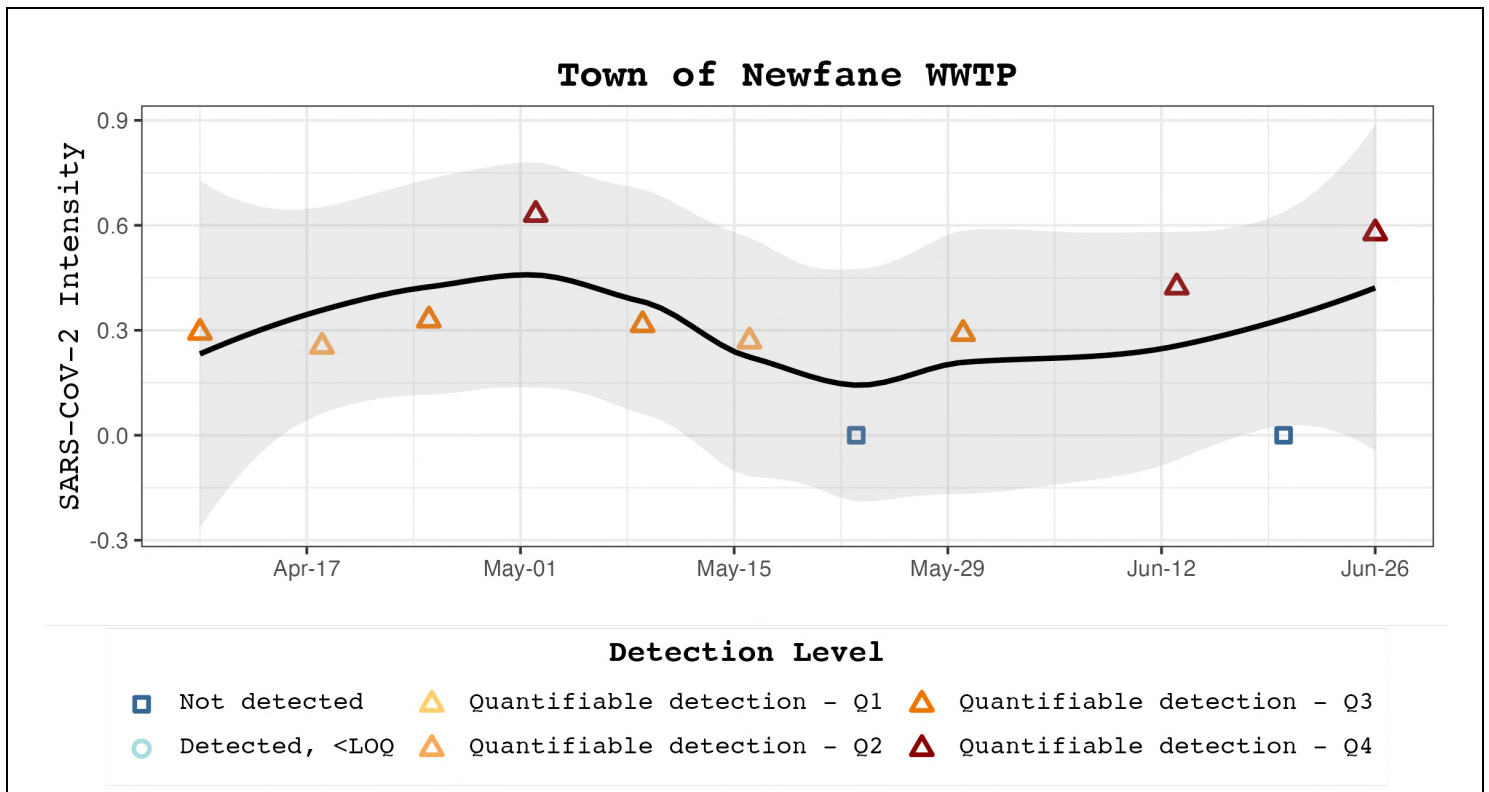 Town of Newfane WWTP
SARS-CoV-2 Intensity
0.9
0.6
0.3
0.0
-0.3
Apr-17 May-01 May-15 May-29 Jun-12 Jun-26
Detection Level
Not detected Quantifiable detection - Q1 Quantifiable detection - Q3
Detected, <LOQ Quantifiable detection - Q2 Quantifiable detection - Q4